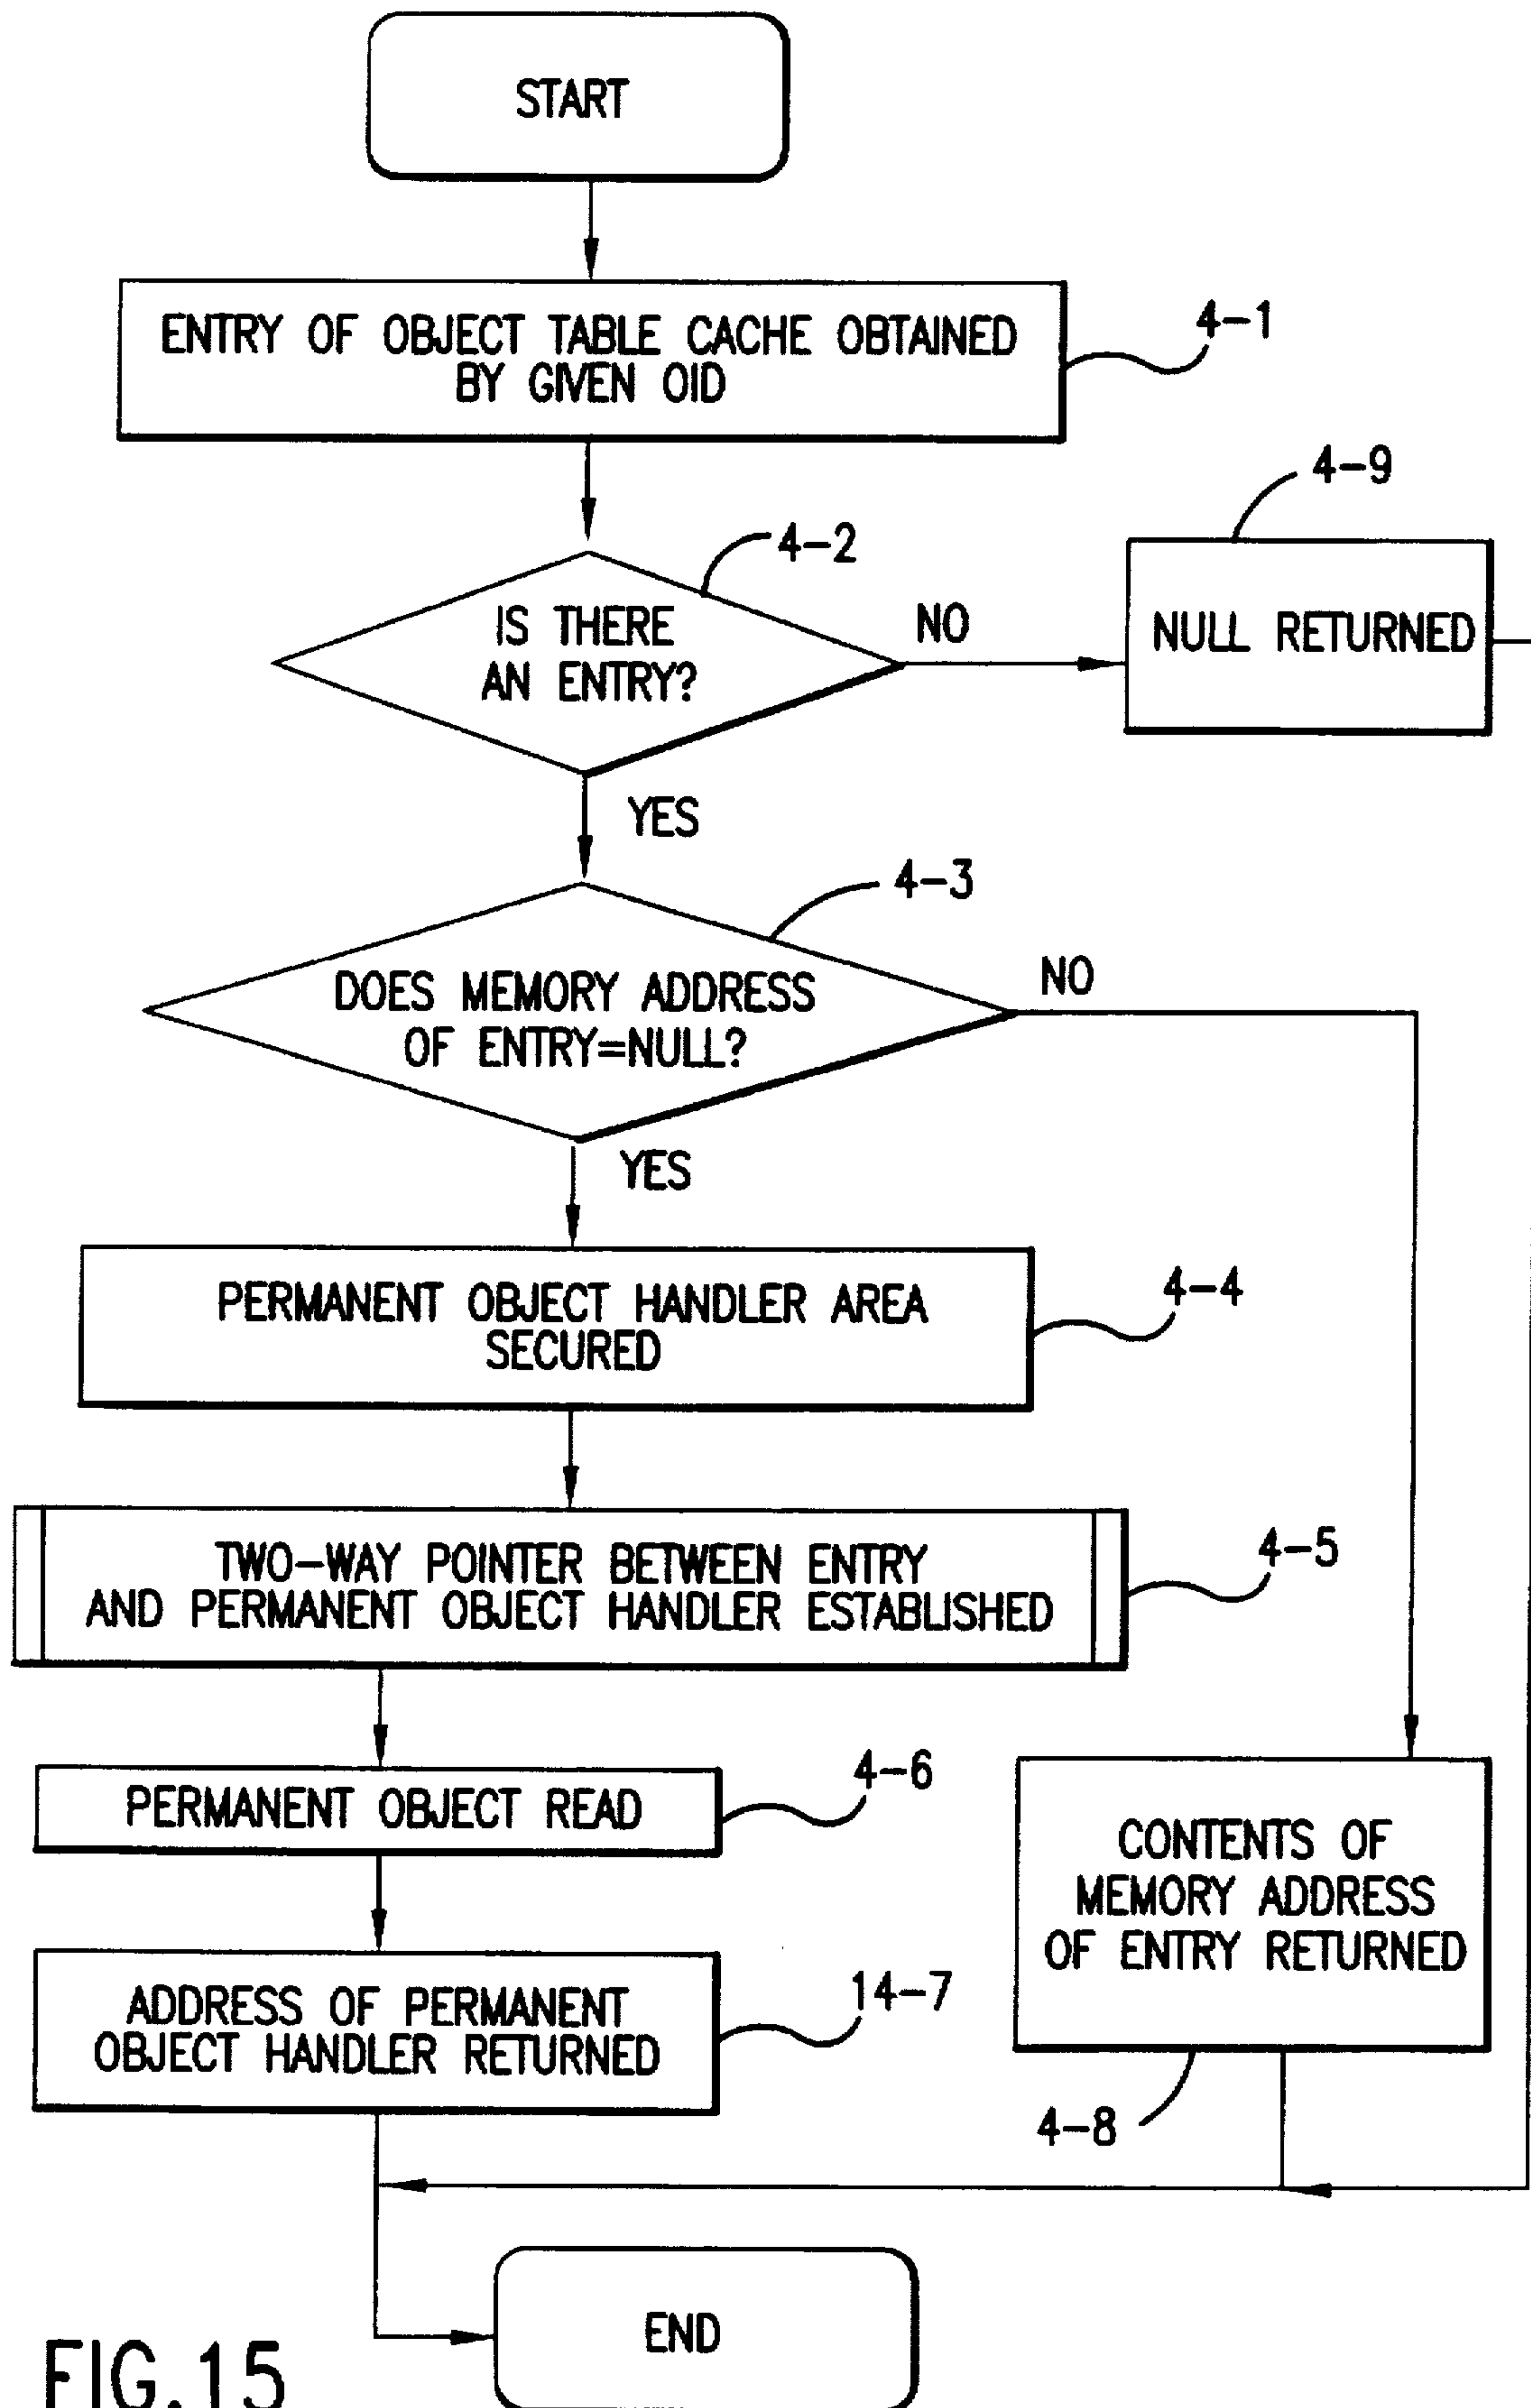 START
ENTRY OF OBJECT TABLE CACHE OBTAINED
BY GIVEN OID
4-1
4-9
4-2
IS THERE
AN ENTRY?
NO
NULL RETURNED
YES
4-3
DOES MEMORY ADDRESS
OF ENTRY=NULL?
NO
YES
PERMANENT OBJECT HANDLER AREA
SECURED
4-4
TWO-WAY POINTER BETWEEN ENTRY
AND PERMANENT OBJECT HANDLER ESTABLISHED
4-5
PERMANENT OBJECT READ
4-6
CONTENTS OF
MEMORY ADDRESS
OF ENTRY RETURNED
ADDRESS OF PERMANENT
OBJECT HANDLER RETURNED
14-7
4-8
END
FIG.15